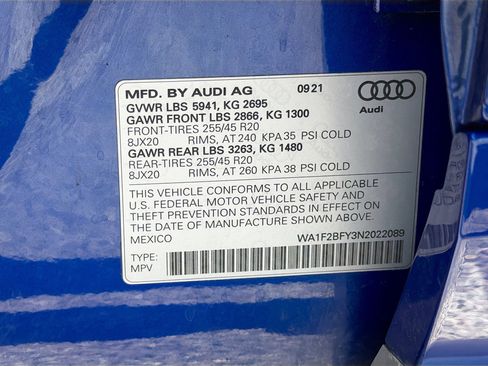 MFD. BY AUDI AG 09 21
GVWR LBS 5941, KG 2695
GAWR FRONT LBS 2866, KG 1300
FRONT-TIRES 255/45 R20
8JX20 RIMS, AT 240 KPA 35 PSI COLD
GAWR REAR LBS 3263, KG 1480
REAR-TIRES 255/45 R20
8JX20 RIMS, AT 260 KPA 38 PSI COLD
Audi
THIS VEHICLE CONFORMS TO ALL APPLICABLE
U.S. FEDERAL MOTOR VEHICLE SAFETY AND
THEFT PREVENTION STANDARDS IN EFFECT ON
THE DATE OF MANUFACTURE SHOWN ABOVE.
MEXICO WA1F2BFY3N2022089
TYPE:
MPV